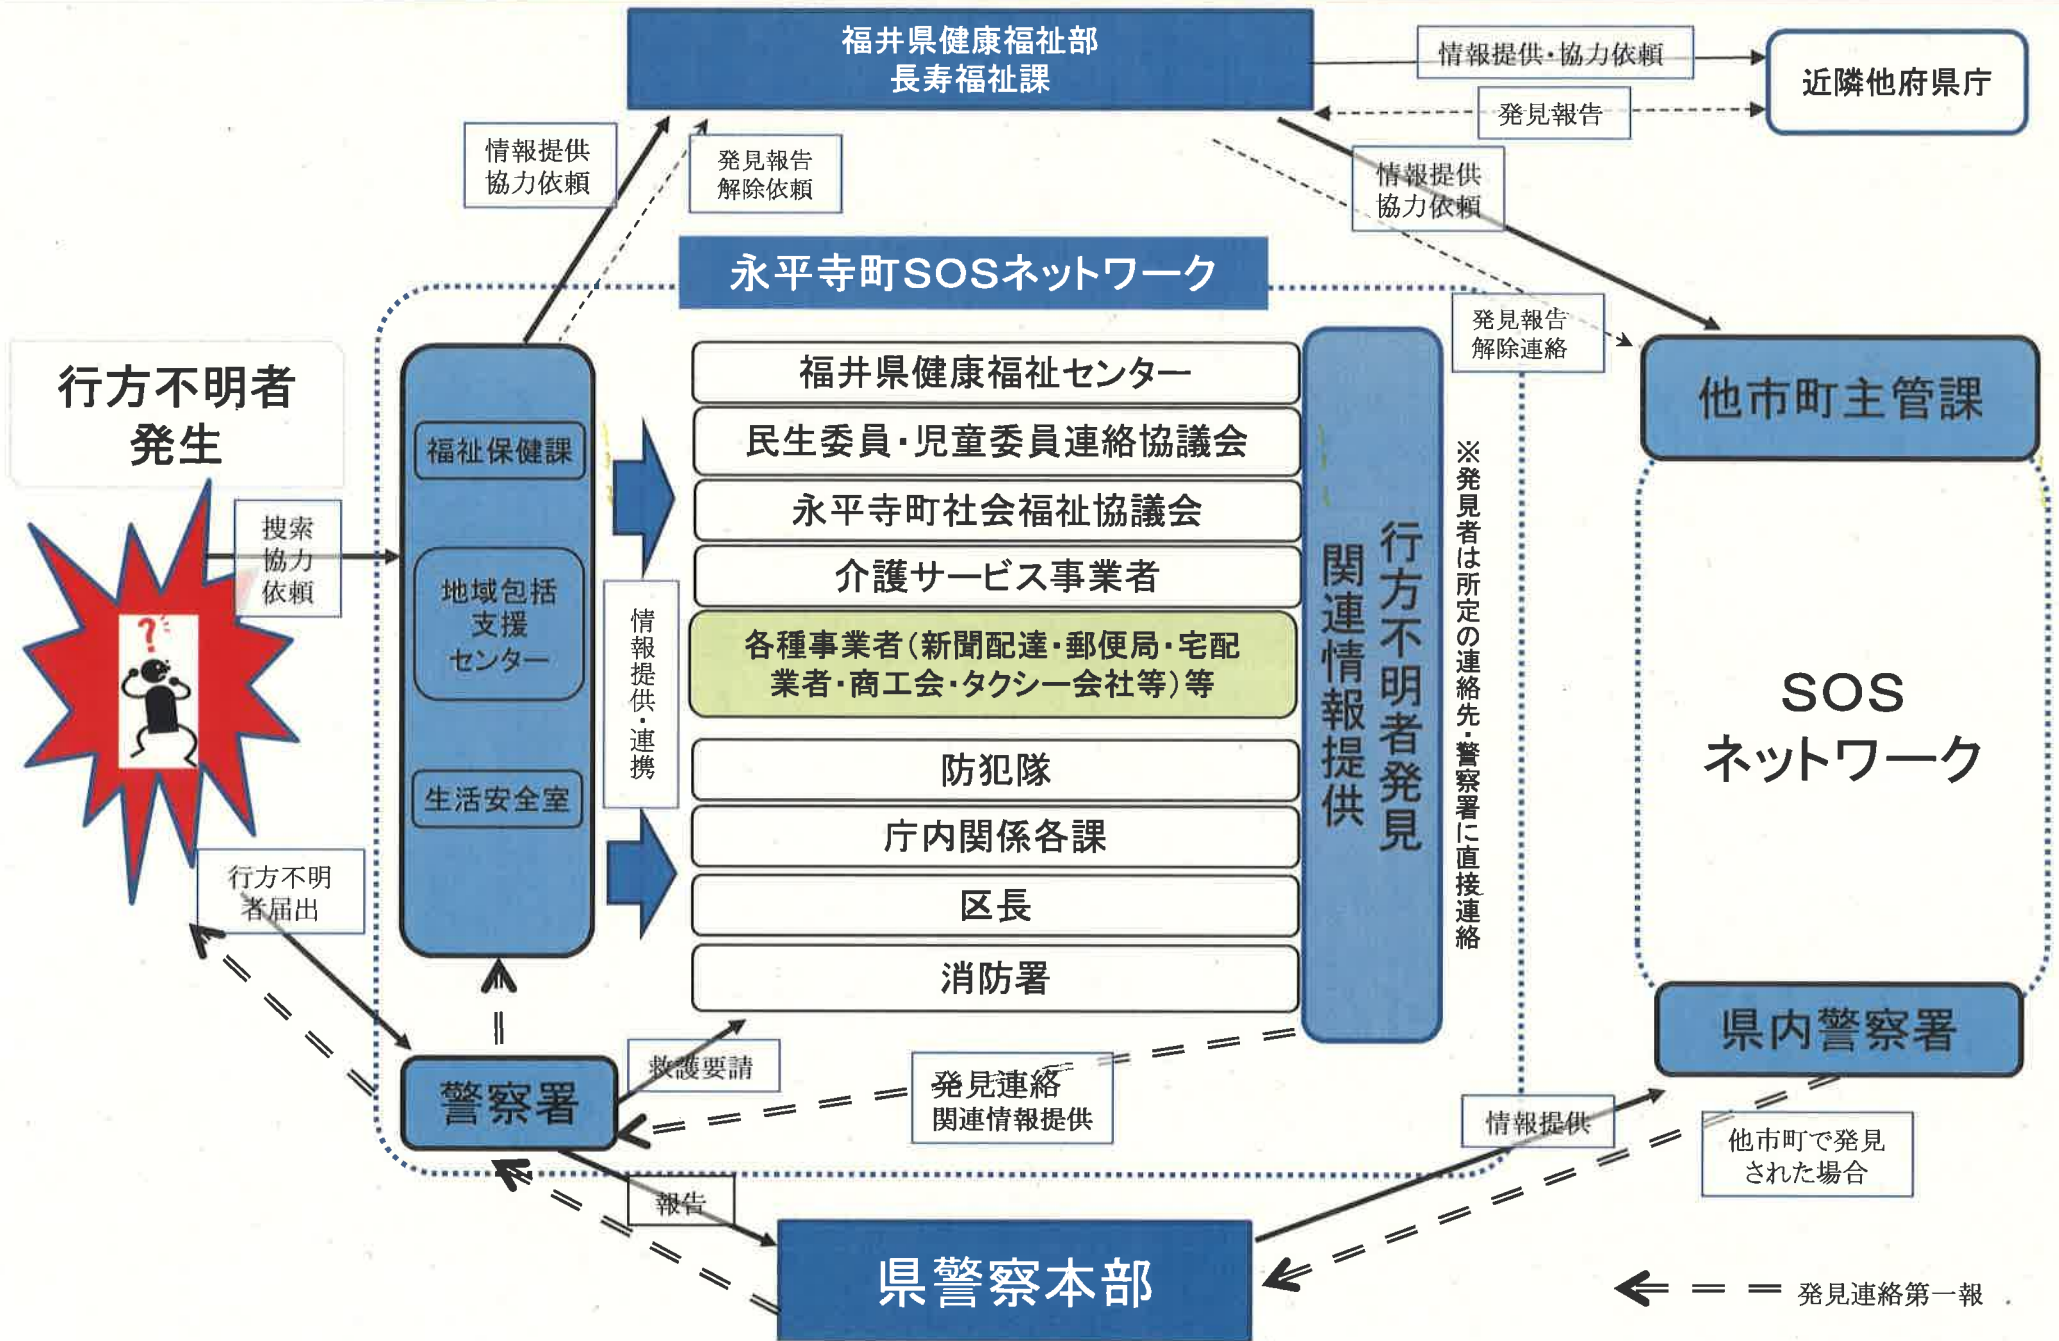 福井県健康福祉部
長寿福祉課
情報提供・協力依頼
近隣他府県庁
発見報告
情報提供
協力依頼
発見報告
解除依頼
情報提供
協力依頼
永平寺町SOSネットワーク
発見報告
解除連絡
行方不明者
発生
捜索
協力
依頼
?
行方不明
者届出
福祉保健課
地域包括
支援
センター
生活安全室
情報提供・連携
福井県健康福祉センター
民生委員・児童委員連絡協議会
永平寺町社会福祉協議会
介護サービス事業者
各種事業者(新聞配達・郵便局・宅配
業者・商工会・タクシー会社等)等
防犯隊
庁内関係各課
区長
消防署
行方不明者発見
関連情報提供
※発見者は所定の連絡先・警察署に直接連絡
他市町主管課
SOS
ネットワーク
県内警察署
警察署
救護要請
発見連絡
関連情報提供
情報提供
他市町で発見
された場合
報告
県警察本部
発見連絡第一報